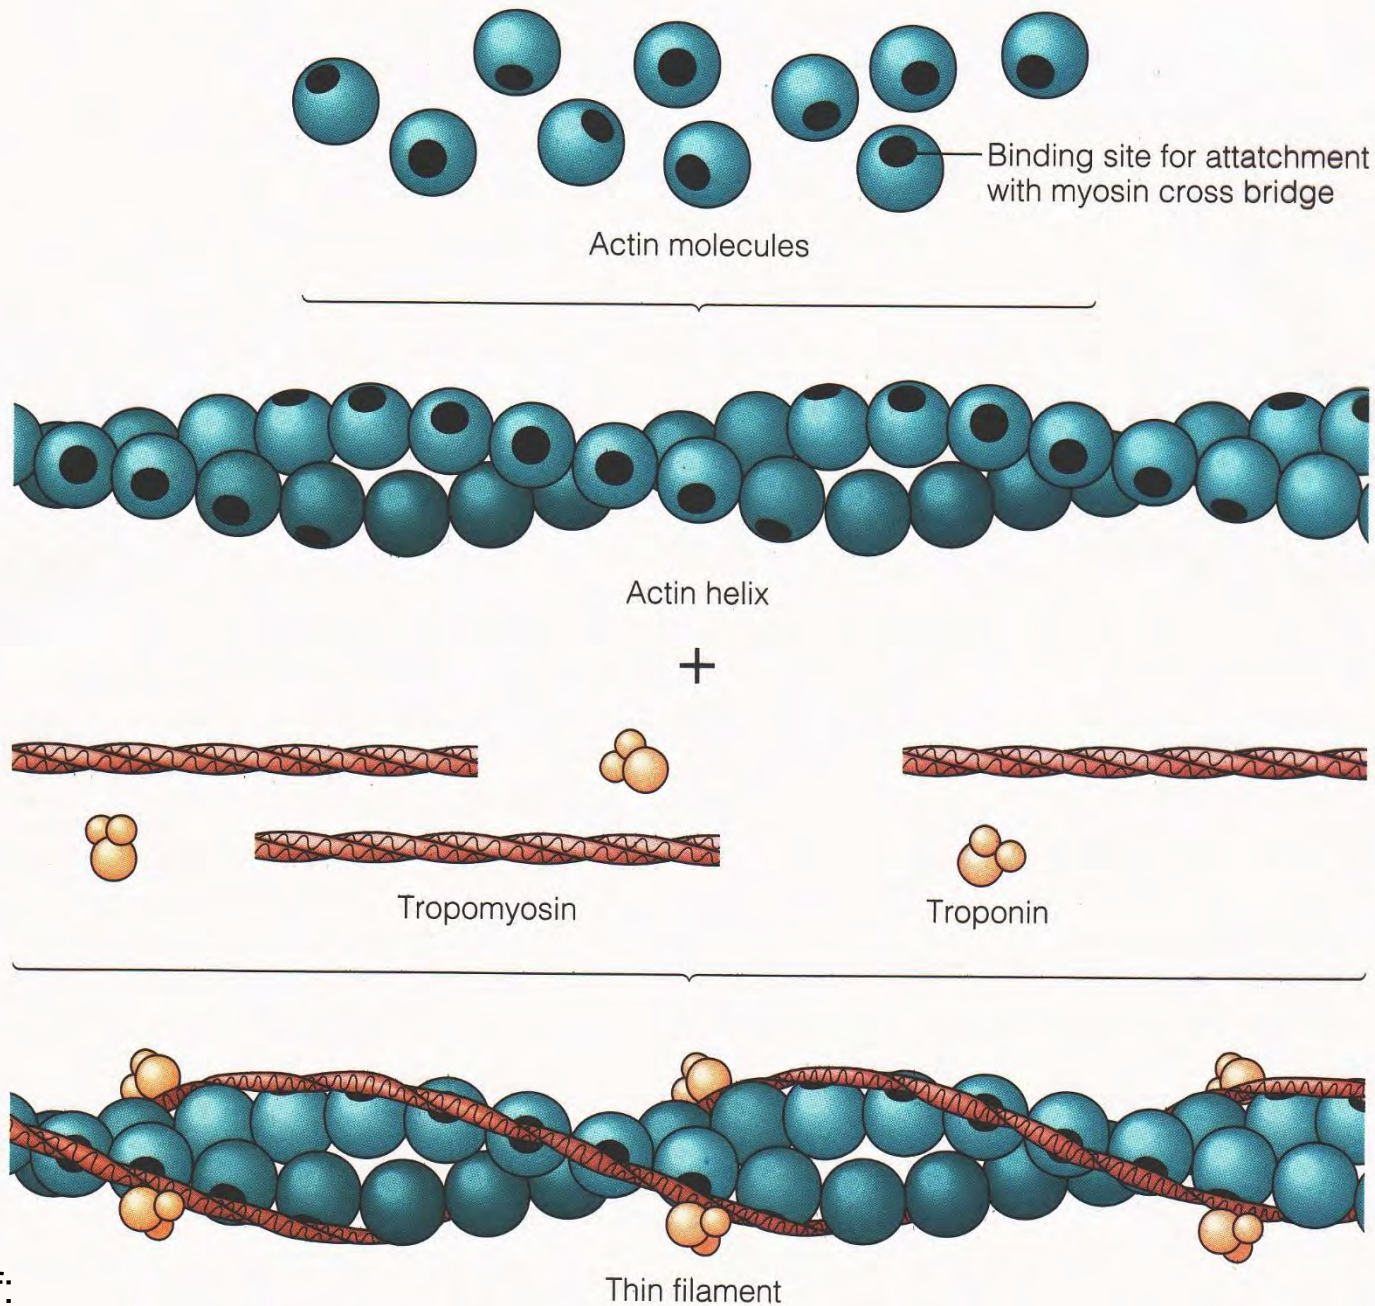 Binding site for attatchment
with myosin cross bridge
Actin molecules
Actin helix
+
Tropomyosin
Troponin
Thin filament